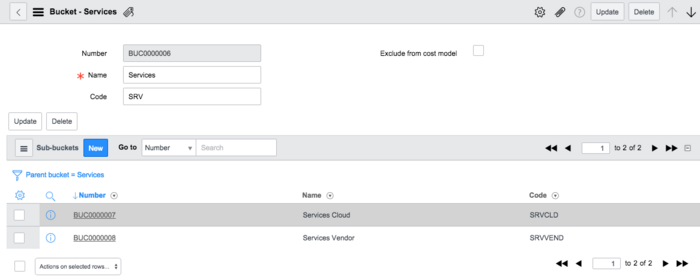 Bucket - Services
Update Delete
Number BUC0000006 Exclude from cost model
Name Services
Code SRV
Update Delete
Sub-buckets New Go to Number Search 1 to 2 of 2
Parent bucket = Services
Number Name Code
BUC0000007 Services Cloud SRVCLD
BUC0000008 Services Vendor SRVVEND
Actions on selected rows... 1 to 2 of 2